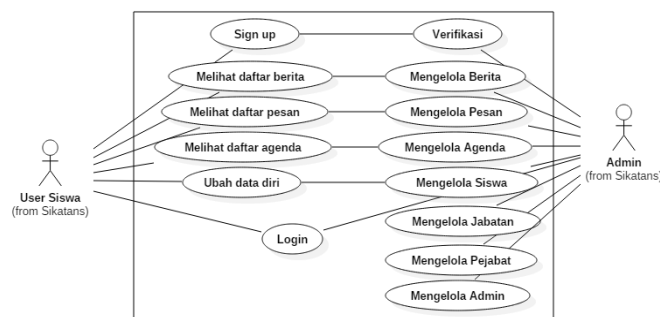 Sign up
Verifikasi
Melihat daftar berita
Mengelola Berita
Melihat daftar pesan
Mengelola Pesan
Melihat daftar agenda
Mengelola Agenda
Ubah data diri
Mengelola Siswa
User Siswa
(from Sikatans)
Admin
(from Sikatans)
Mengelola Jabatan
Login
Mengelola Pejabat
Mengelola Admin